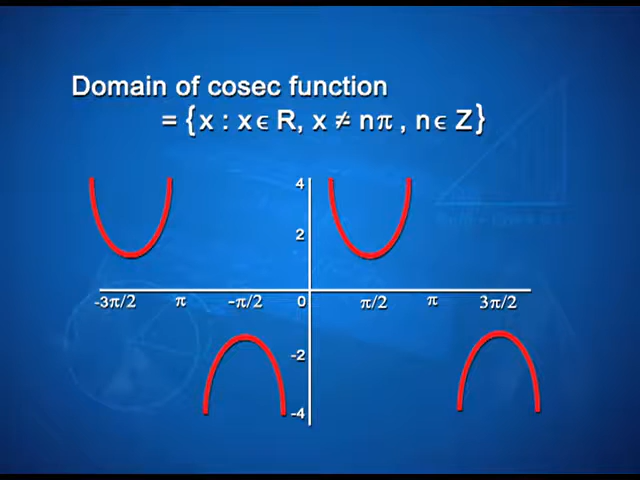 Domain of cosec function
= {x : x ϵ R, x ≠ nπ , n ϵ Z}
4
2
-3π/2 π -π/2 0 π/2 π 3π/2
-2
-4